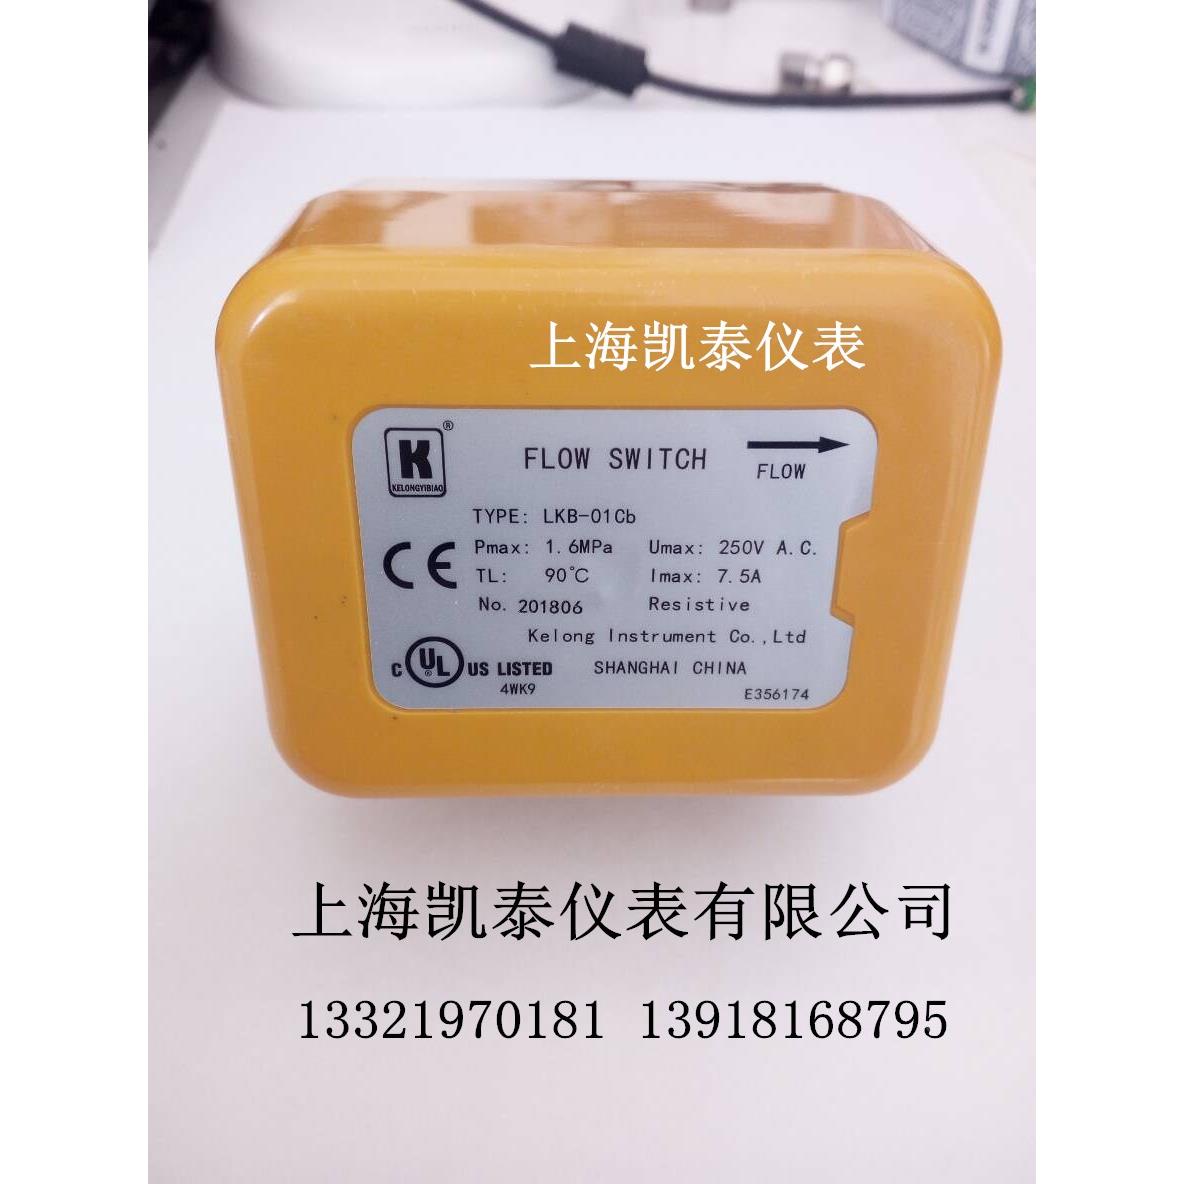 上海凯泰仪表
K ®
KELONGYIBIAO
FLOW SWITCH
FLOW
TYPE: LKB-01Cb
Pmax: 1.6MPa Umax: 250V A.C.
CE
TL: 90℃ Imax: 7.5A
No. 201806 Resistive
Kelong Instrument Co.,Ltd
C UL ® US LISTED SHANGHAI CHINA
4WK9 E356174
上海凯泰仪表有限公司
13321970181 13918168795